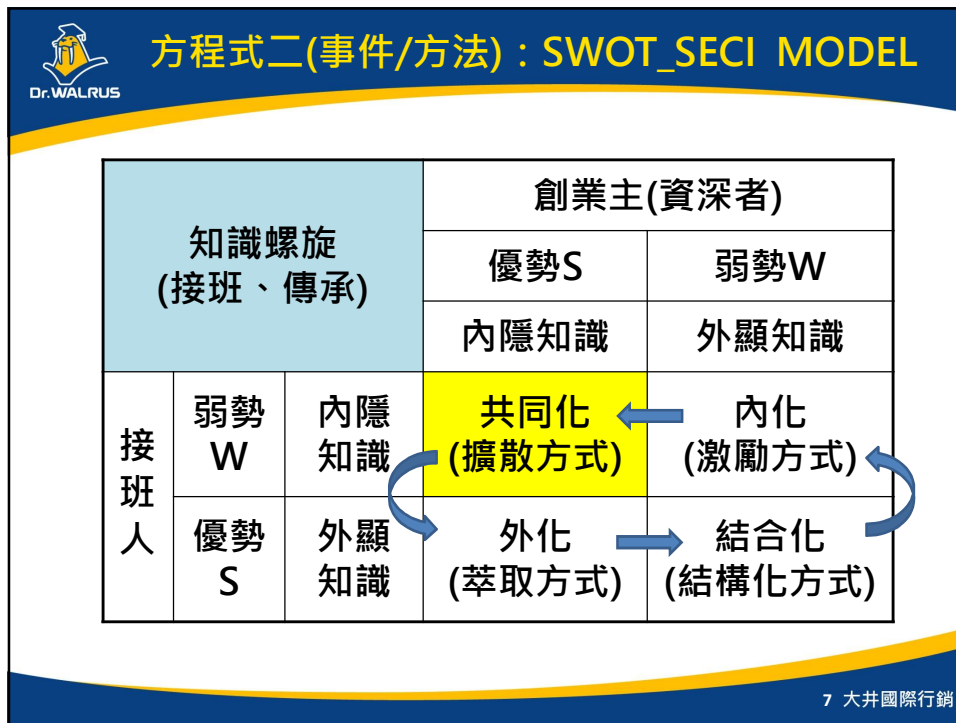 Dr.WALRUS
方程式二(事件/方法)：SWOT_SECI MODEL
知識螺旋
(接班、傳承)
創業主(資深者)
優勢S
弱勢W
內隱知識
外顯知識
接
班
人
弱勢
W
內隱
知識
共同化
(擴散方式)
內化
(激勵方式)
優勢
S
外顯
知識
外化
(萃取方式)
結合化
(結構化方式)
7 大井國際行銷